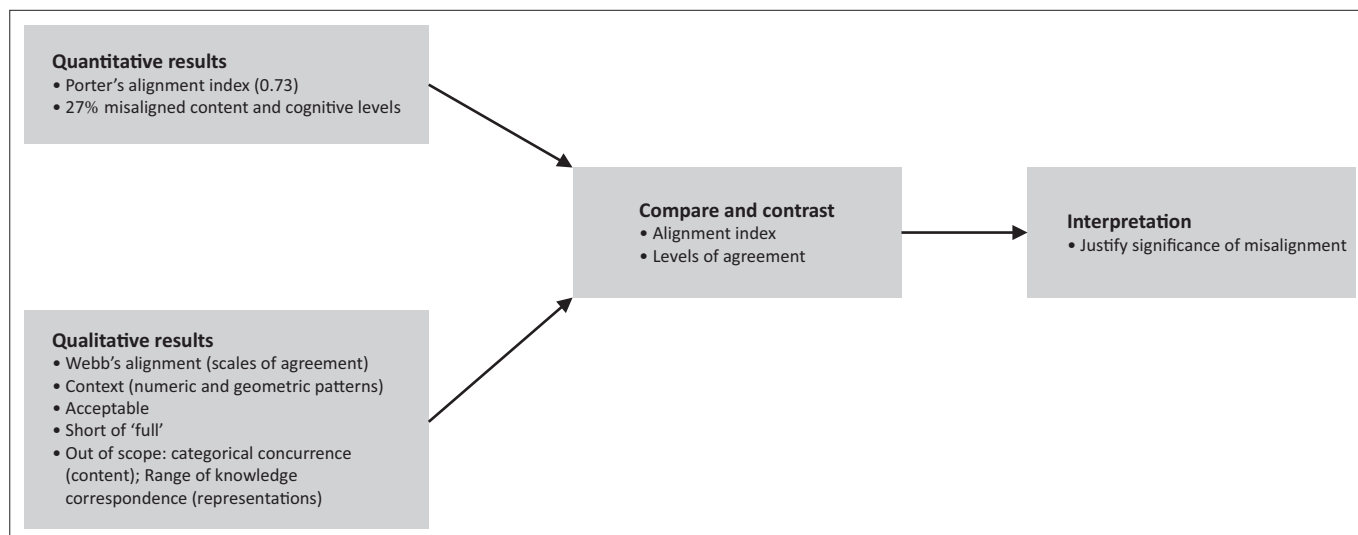 Quantitative results
• Porter's alignment index (0.73)
• 27% misaligned content and cognitive levels
Compare and contrast
• Alignment index
• Levels of agreement
Interpretation
• Justify significance of misalignment
Qualitative results
• Webb's alignment (scales of agreement)
• Context (numeric and geometric patterns)
• Acceptable
• Short of 'full'
• Out of scope: categorical concurrence
(content); Range of knowledge
correspondence (representations)